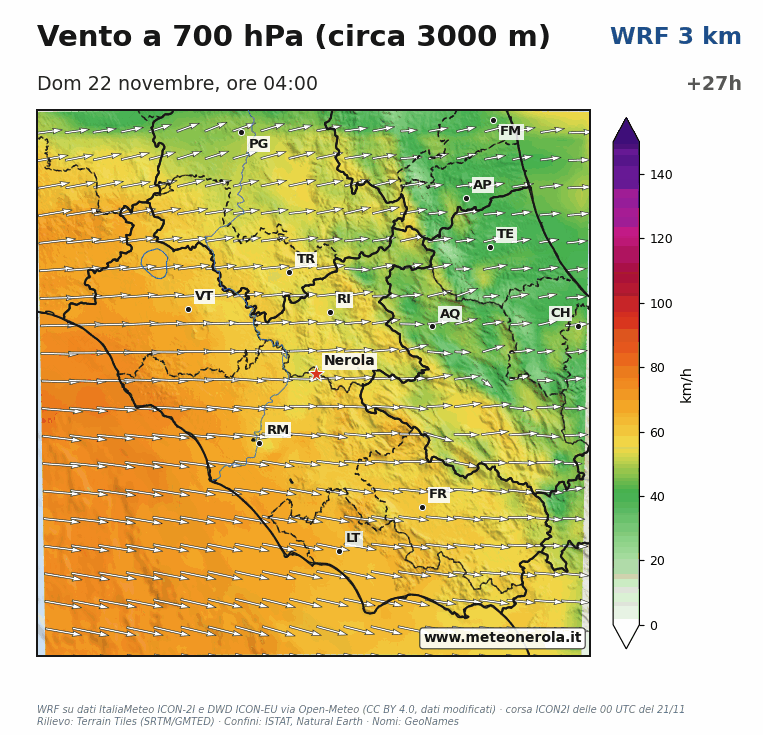 Vento a 700 hPa (circa 3000 m)
WRF 3 km
Dom 22 novembre, ore 04:00
+27h
FM
PG
AP
TE
TR
VT
RI
AQ
CH
Nerola
RM
FR
LT
www.meteonerola.it
140
120
100
80
60
40
20
0
km/h
WRF su dati ItaliaMeteo ICON-2I e DWD ICON-EU via Open-Meteo (CC BY 4.0, dati modificati) · corsa ICON2I delle 00 UTC del 21/11
Rilievo: Terrain Tiles (SRTM/GMTED) · Confini: ISTAT, Natural Earth · Nomi: GeoNames